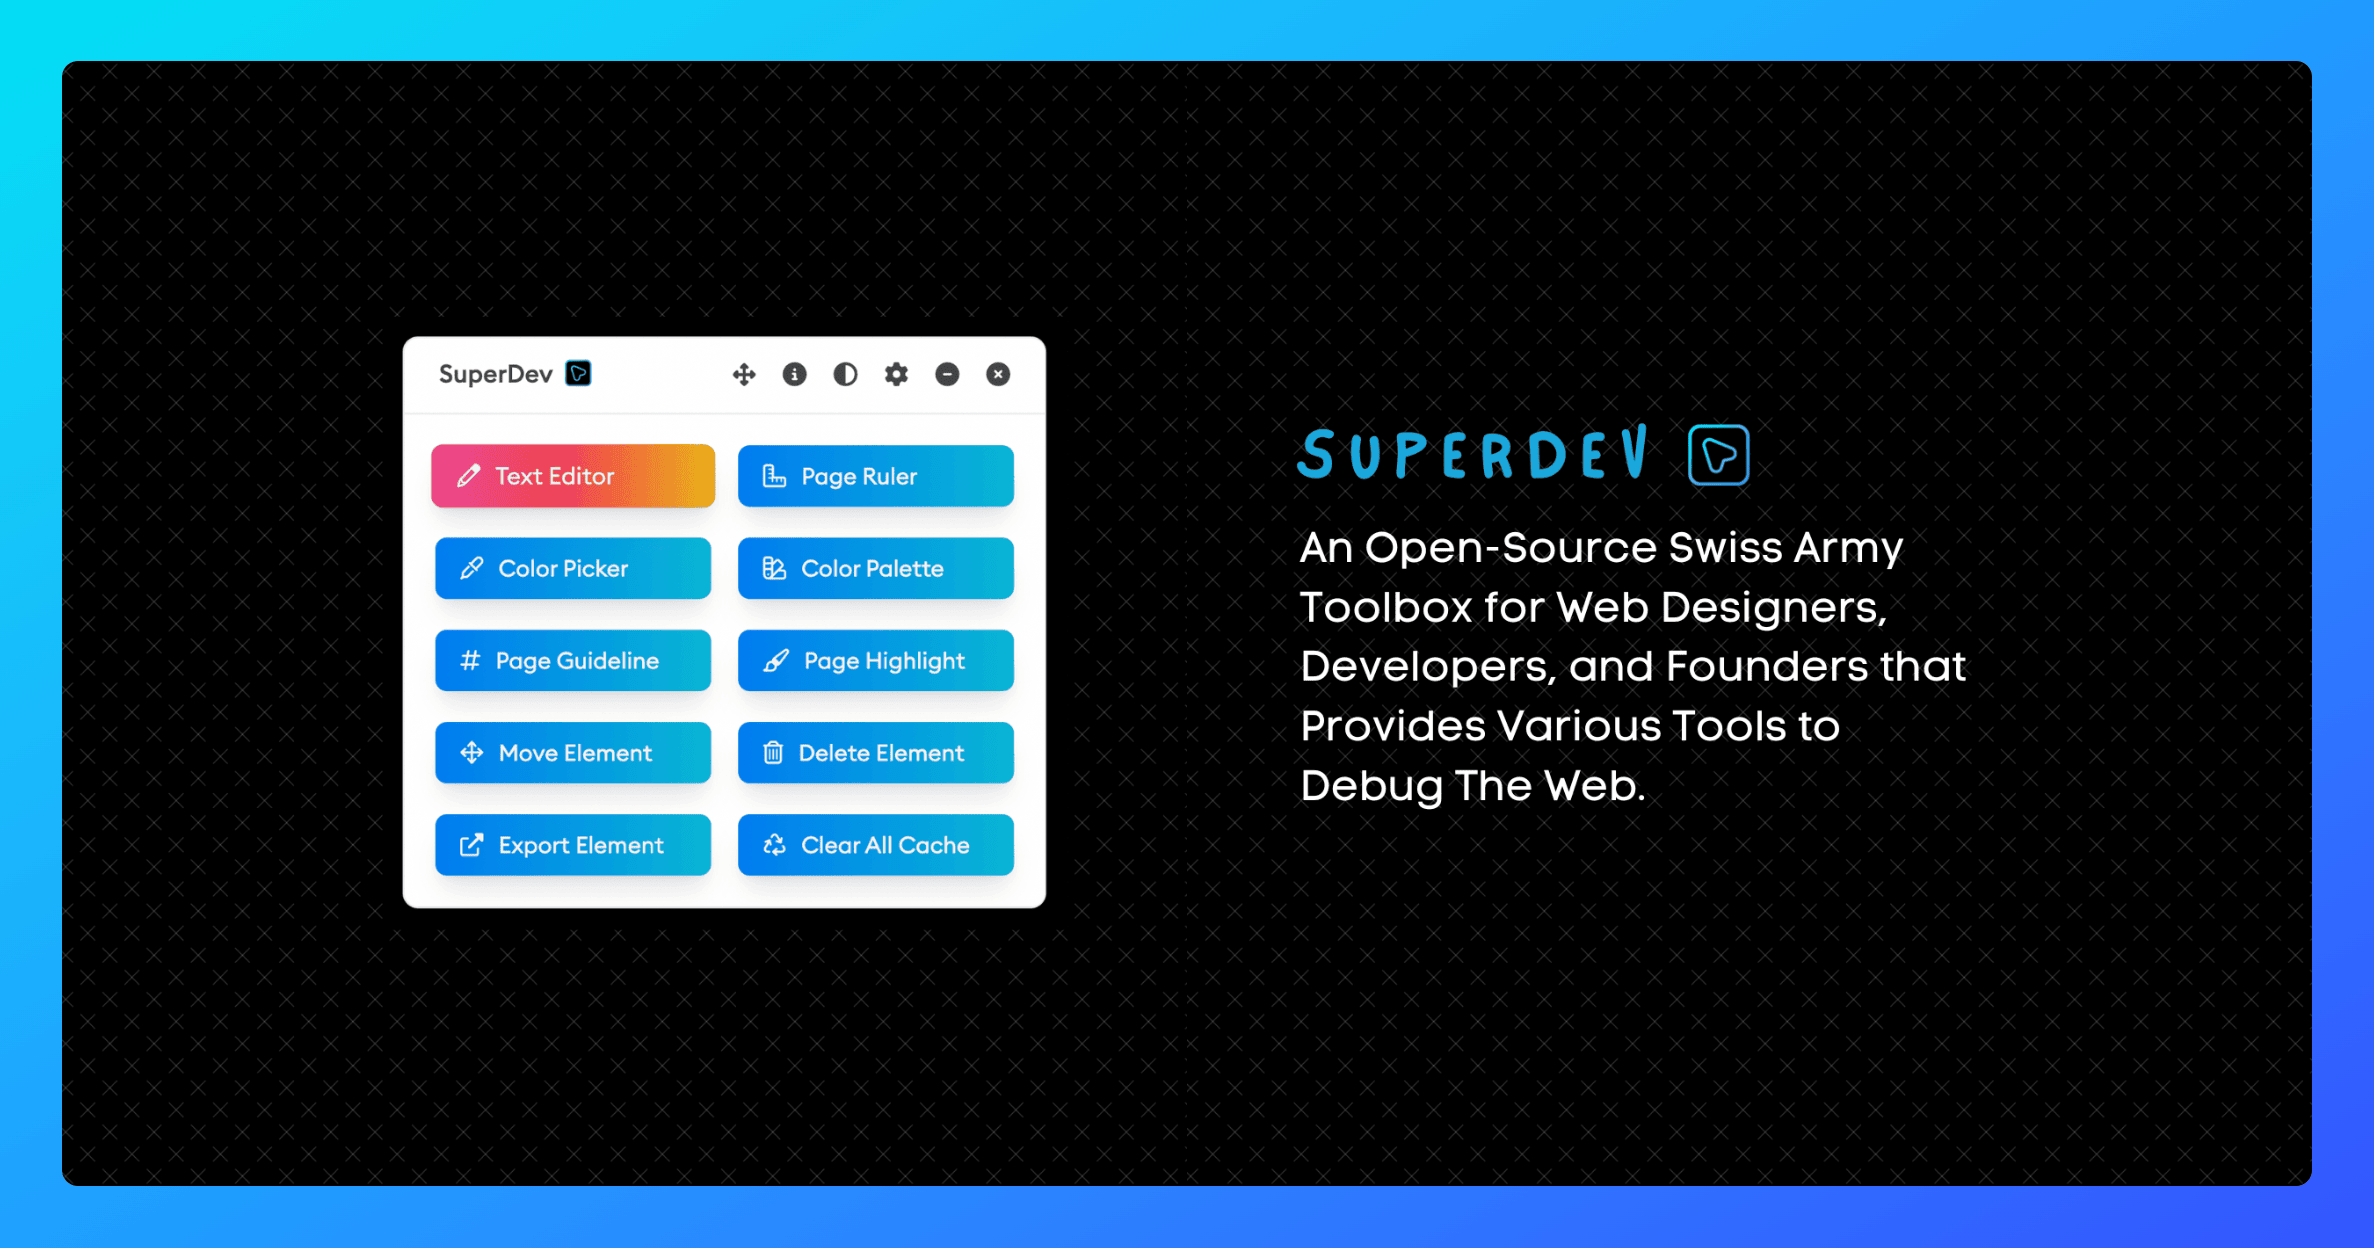 SuperDev
Text Editor
Page Ruler
Color Picker
Color Palette
Page Guideline
Page Highlight
Move Element
Delete Element
Export Element
Clear All Cache
SUPERDEV
An Open-Source Swiss Army
Toolbox for Web Designers,
Developers, and Founders that
Provides Various Tools to
Debug The Web.